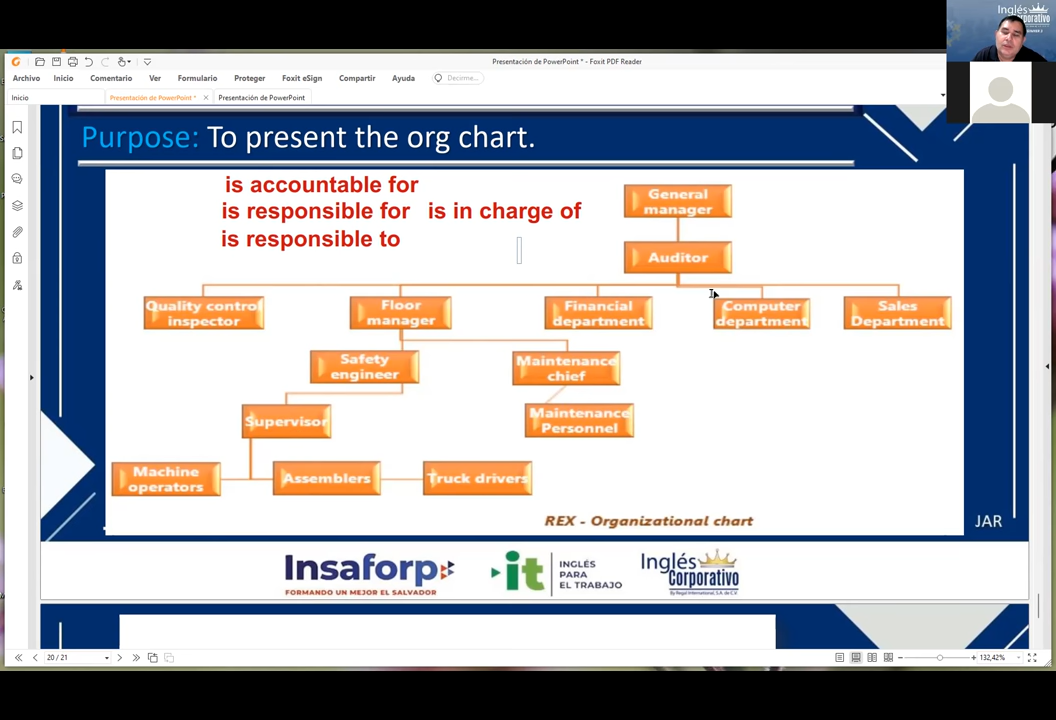 Inglés
Corporativo
Presentación de PowerPoint * - Foxit PDF Reader
Archivo Inicio Comentario Ver Formulario Proteger Foxit eSign Compartir Ayuda Decirme...
Inicio Presentación de PowerPoint * × Presentación de PowerPoint
Purpose: To present the org chart.
is accountable for
is responsible for is in charge of
is responsible to
General
manager
Auditor
Quality control
inspector
Floor
manager
Financial
department
Computer
department
Sales
Department
Safety
engineer
Maintenance
chief
Supervisor
Maintenance
Personnel
Machine
operators
Assemblers
Truck drivers
REX - Organizational chart
JAR
Insaforp
FORMANDO UN MEJOR EL SALVADOR
it
INGLÉS
PARA
EL TRABAJO
Inglés
Corporativo
By Regal International, S.A. de C.V.
20 / 21
132,42%